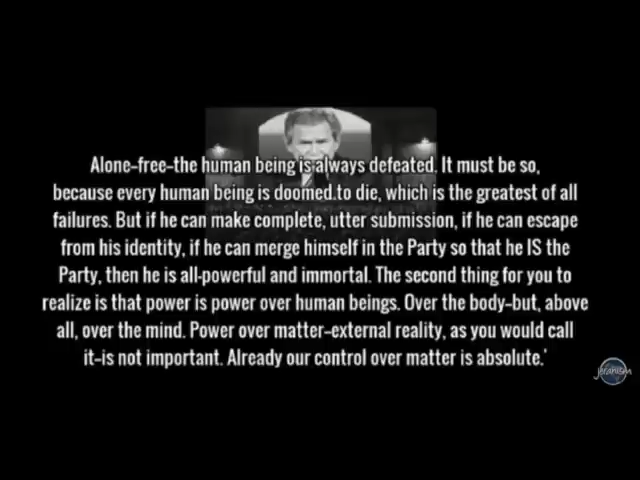 Alone-free-the human being is always defeated. It must be so,
because every human being is doomed to die, which is the greatest of all
failures. But if he can make complete, utter submission, if he can escape
from his identity, if he can merge himself in the Party so that he IS the
Party, then he is all-powerful and immortal. The second thing for you to
realize is that power is power over human beings. Over the body-but, above
all, over the mind. Power over matter-external reality, as you would call
it-is not important. Already our control over matter is absolute.'
jeranism